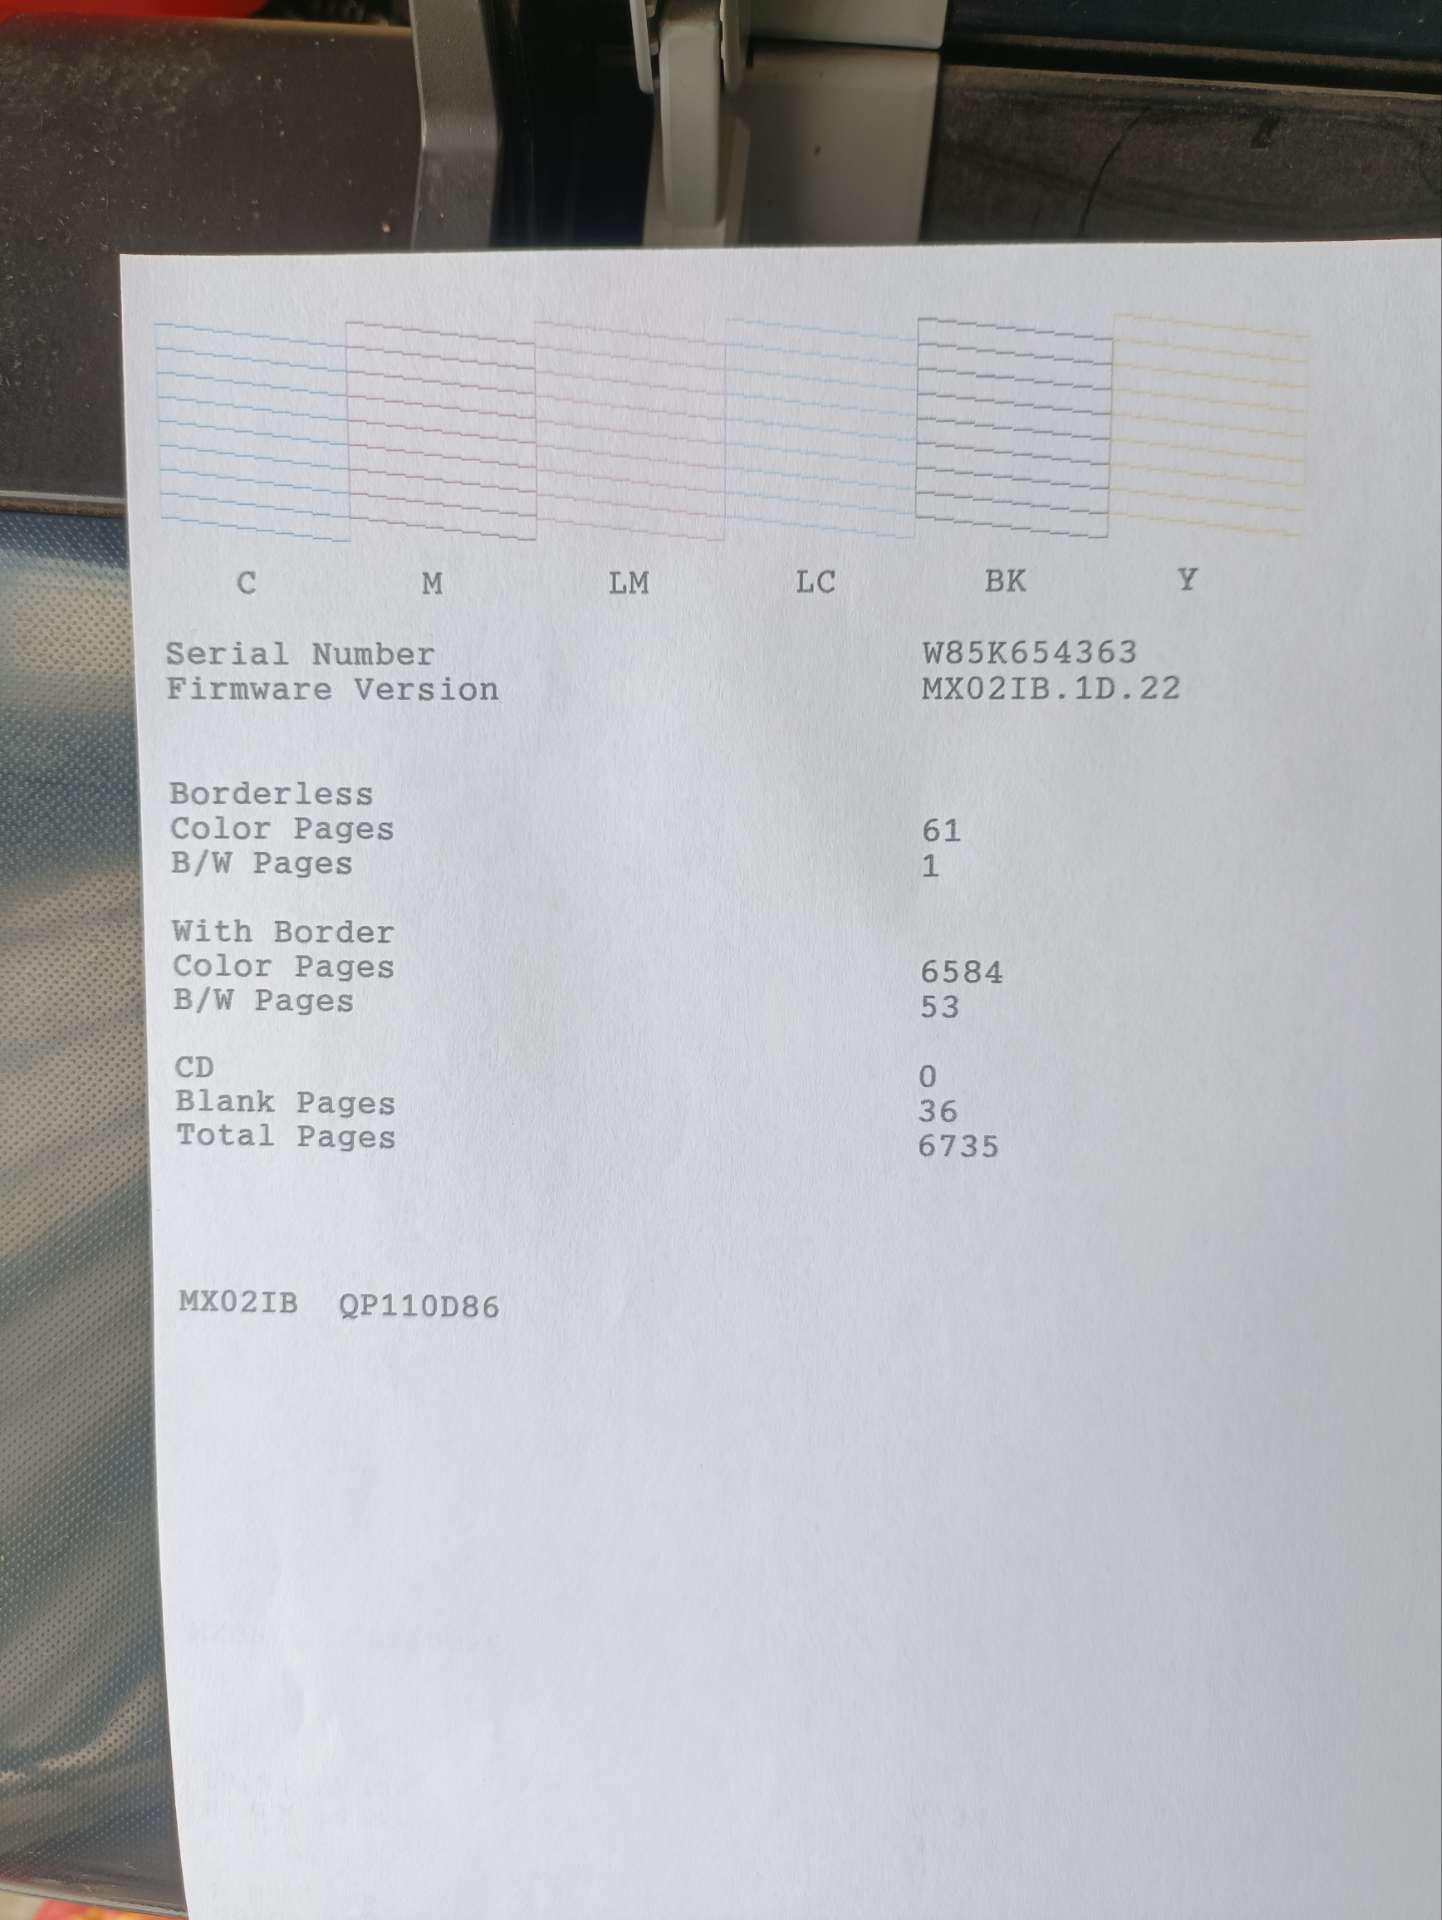 C M LM LC BK Y
Serial Number W85K654363
Firmware Version MX02IB.1D.22
Borderless
Color Pages 61
B/W Pages 1
With Border
Color Pages 6584
B/W Pages 53
CD 0
Blank Pages 36
Total Pages 6735
MX02IB QP110D86